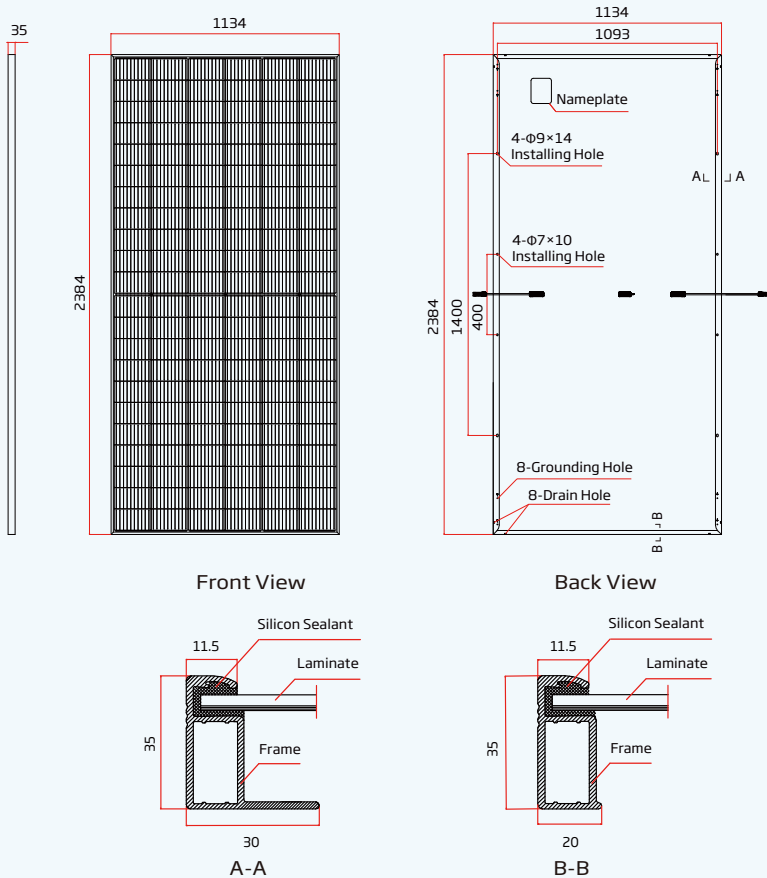 35
1134
2384
Front View
1134
1093
Nameplate
4-Φ9×14
Installing Hole
A
A
4-Φ7×10
Installing Hole
2384
1400
400
8-Grounding Hole
8-Drain Hole
B
B
Back View
Silicon Sealant
11.5
Laminate
35
Frame
30
A-A
Silicon Sealant
11.5
Laminate
35
Frame
20
B-B